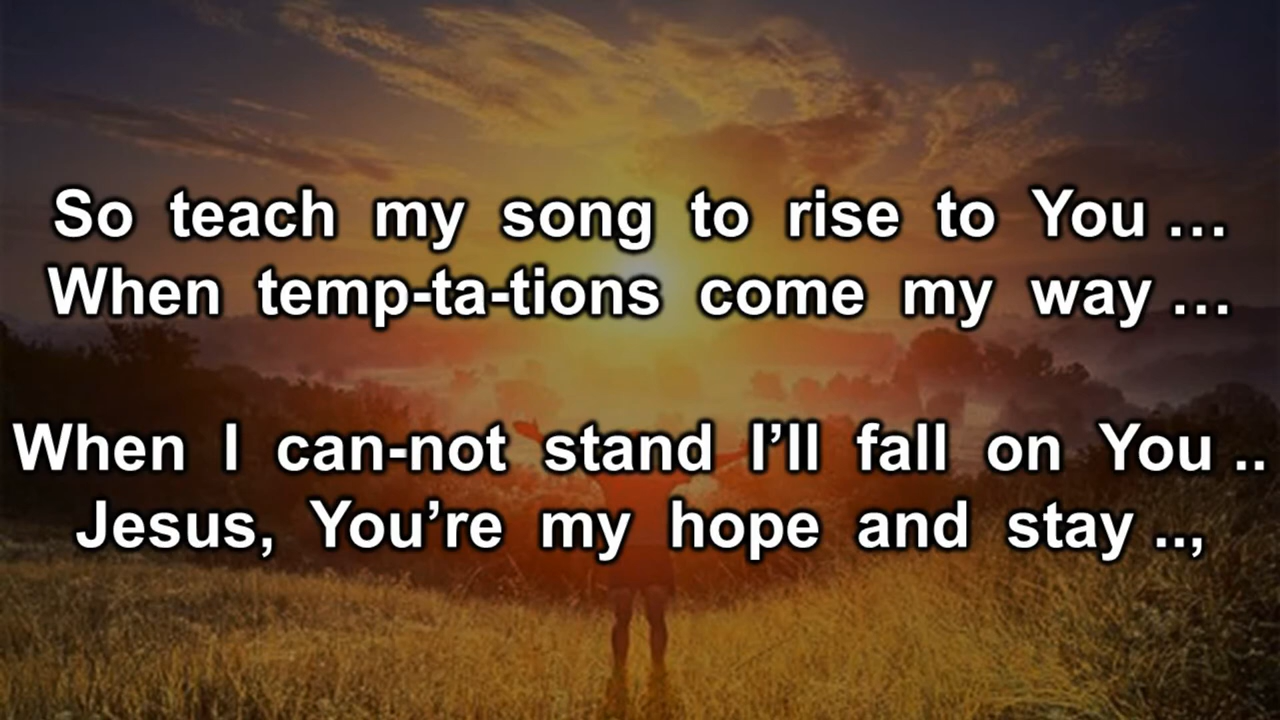 So teach my song to rise to You ...
When temp-ta-tions come my way ...
When I can-not stand I’ll fall on You ..
Jesus, You’re my hope and stay ..,